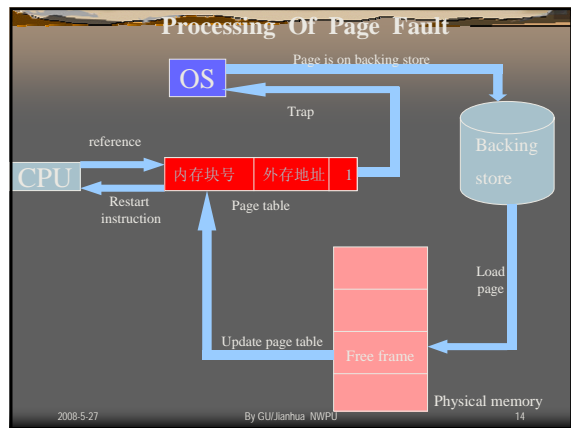 Processing Of Page Fault
Page is on backing store
OS
Trap
reference
CPU
内存块号 外存地址 1
Backing
store
Restart
instruction
Page table
Load
page
Update page table
Free frame
Physical memory
2008-5-27 By GU/Jianhua NWPU 14